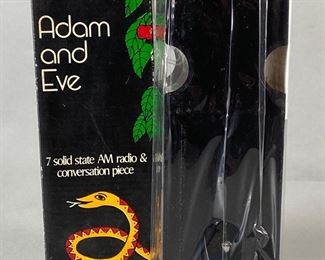 Adam
and
Eve
7 solid state AM radio &
conversation piece